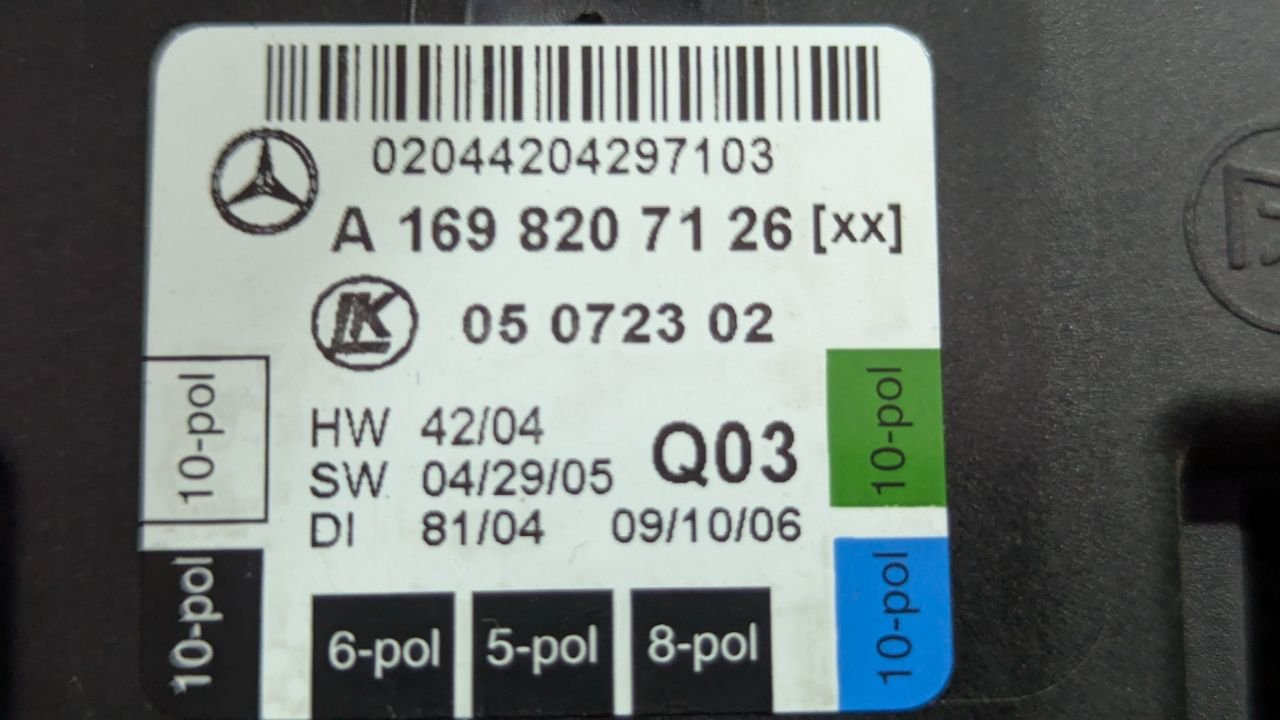 02044204297103
A 169 820 71 26 [xx]
LK 05 0723 02
10-pol
HW 42/04
SW 04/29/05
Q03
DI 81/04 09/10/06
10-pol
10-pol
6-pol
5-pol
8-pol
10-pol